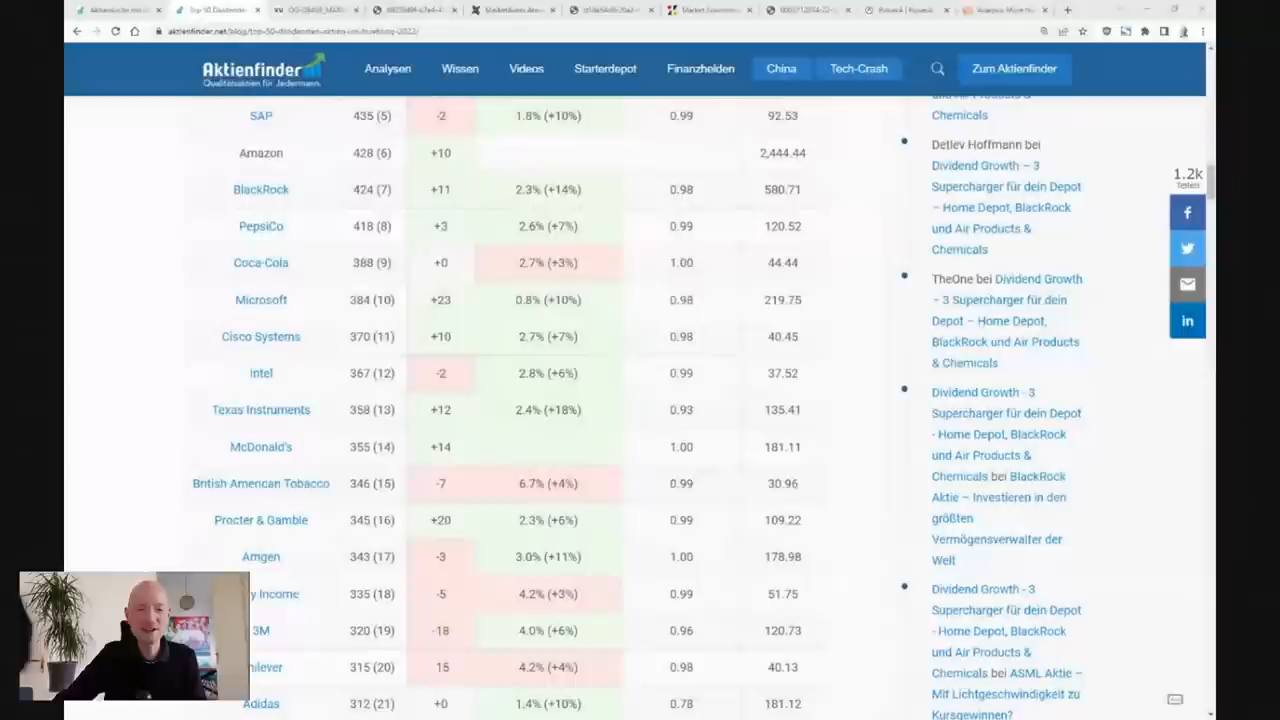 aktienfinder.net/blog/top-50-dividenden-aktien-
Aktienfinder
Qualitätsaktien für Jedermann.
Analysen
Wissen
Videos
Starterdepot
Finanzhelden
China
Tech-Crash
Zum Aktienfinder
SAP 435 (5) -2 1.8% (+10%) 0.99 92.53
Amazon 428 (6) +10 2,444.44
BlackRock 424 (7) +11 2.3% (+14%) 0.98 580.71
PepsiCo 418 (8) +3 2.6% (+7%) 0.99 120.52
Coca-Cola 388 (9) +0 2.7% (+3%) 1.00 44.44
Microsoft 384 (10) +23 0.8% (+10%) 0.98 219.75
Cisco Systems 370 (11) +10 2.7% (+7%) 0.98 40.45
Intel 367 (12) -2 2.8% (+6%) 0.99 37.52
Texas Instruments 358 (13) +12 2.4% (+18%) 0.93 135.41
McDonald's 355 (14) +14 1.00 181.11
British American Tobacco 346 (15) -7 6.7% (+4%) 0.99 30.96
Procter & Gamble 345 (16) +20 2.3% (+6%) 0.99 109.22
Amgen 343 (17) -3 3.0% (+11%) 1.00 178.98
y Income 335 (18) -5 4.2% (+3%) 0.99 51.75
3M 320 (19) -18 4.0% (+6%) 0.96 120.73
nilever 315 (20) 15 4.2% (+4%) 0.98 40.13
Adidas 312 (21) +0 1.4% (+10%) 0.78 181.12
und Air Products &
Chemicals
Detlev Hoffmann bei
Dividend Growth – 3
Supercharger für dein Depot
– Home Depot, BlackRock
und Air Products &
Chemicals
TheOne bei Dividend Growth
– 3 Supercharger für dein
Depot – Home Depot,
BlackRock und Air Products
& Chemicals
Dividend Growth - 3
Supercharger für dein Depot
- Home Depot, BlackRock
und Air Products &
Chemicals bei BlackRock
Aktie – Investieren in den
größten
Vermögensverwalter der
Welt
Dividend Growth - 3
Supercharger für dein Depot
- Home Depot, BlackRock
und Air Products &
Chemicals bei ASML Aktie –
Mit Lichtgeschwindigkeit zu
Kursgewinnen?
1.2k
Teilen
f
in